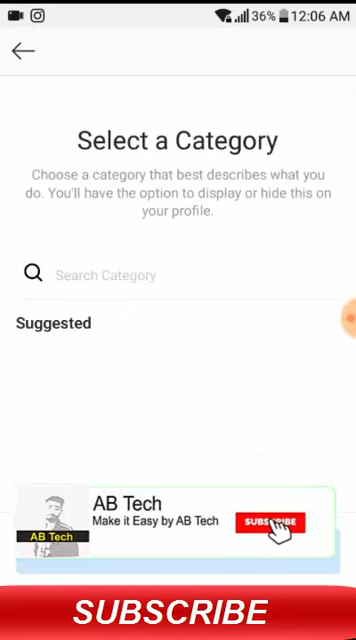 36% 12:06 AM
Select a Category
Choose a category that best describes what you
do. You'll have the option to display or hide this on
your profile.
Search Category
Suggested
AB Tech
Make it Easy by AB Tech
SUBSCRIBE
AB Tech
SUBSCRIBE